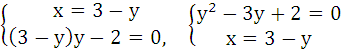 x = 3 − y
(3 − y)y − 2 = 0,
y² − 3y + 2 = 0
x = 3 − y